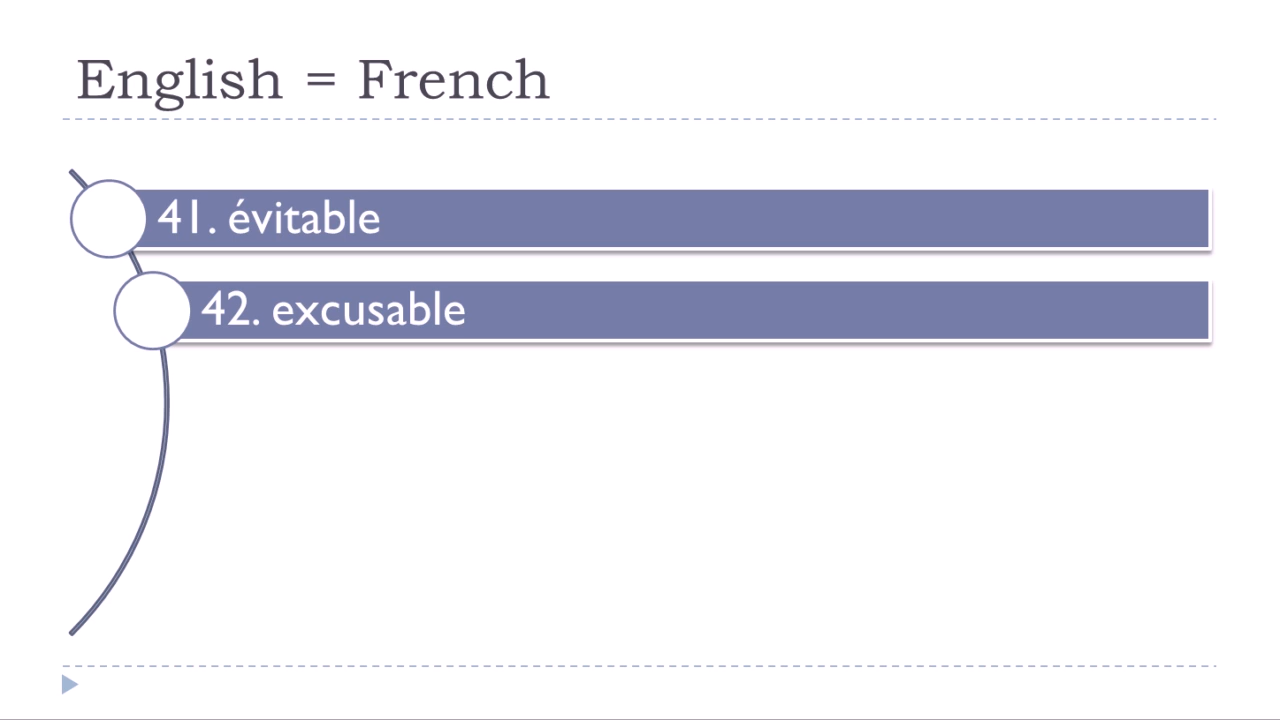 English = French
41. évitable
42. excusable